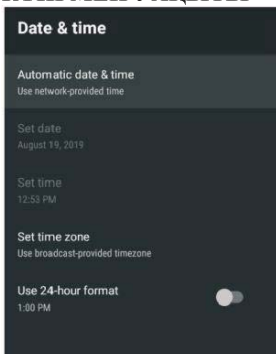 Date & time
Automatic date & time
Use network-provided time
Set date
August 19, 2019
Set time
12:53 PM
Set time zone
Use broadcast-provided timezone
Use 24-hour format
1:00 PM